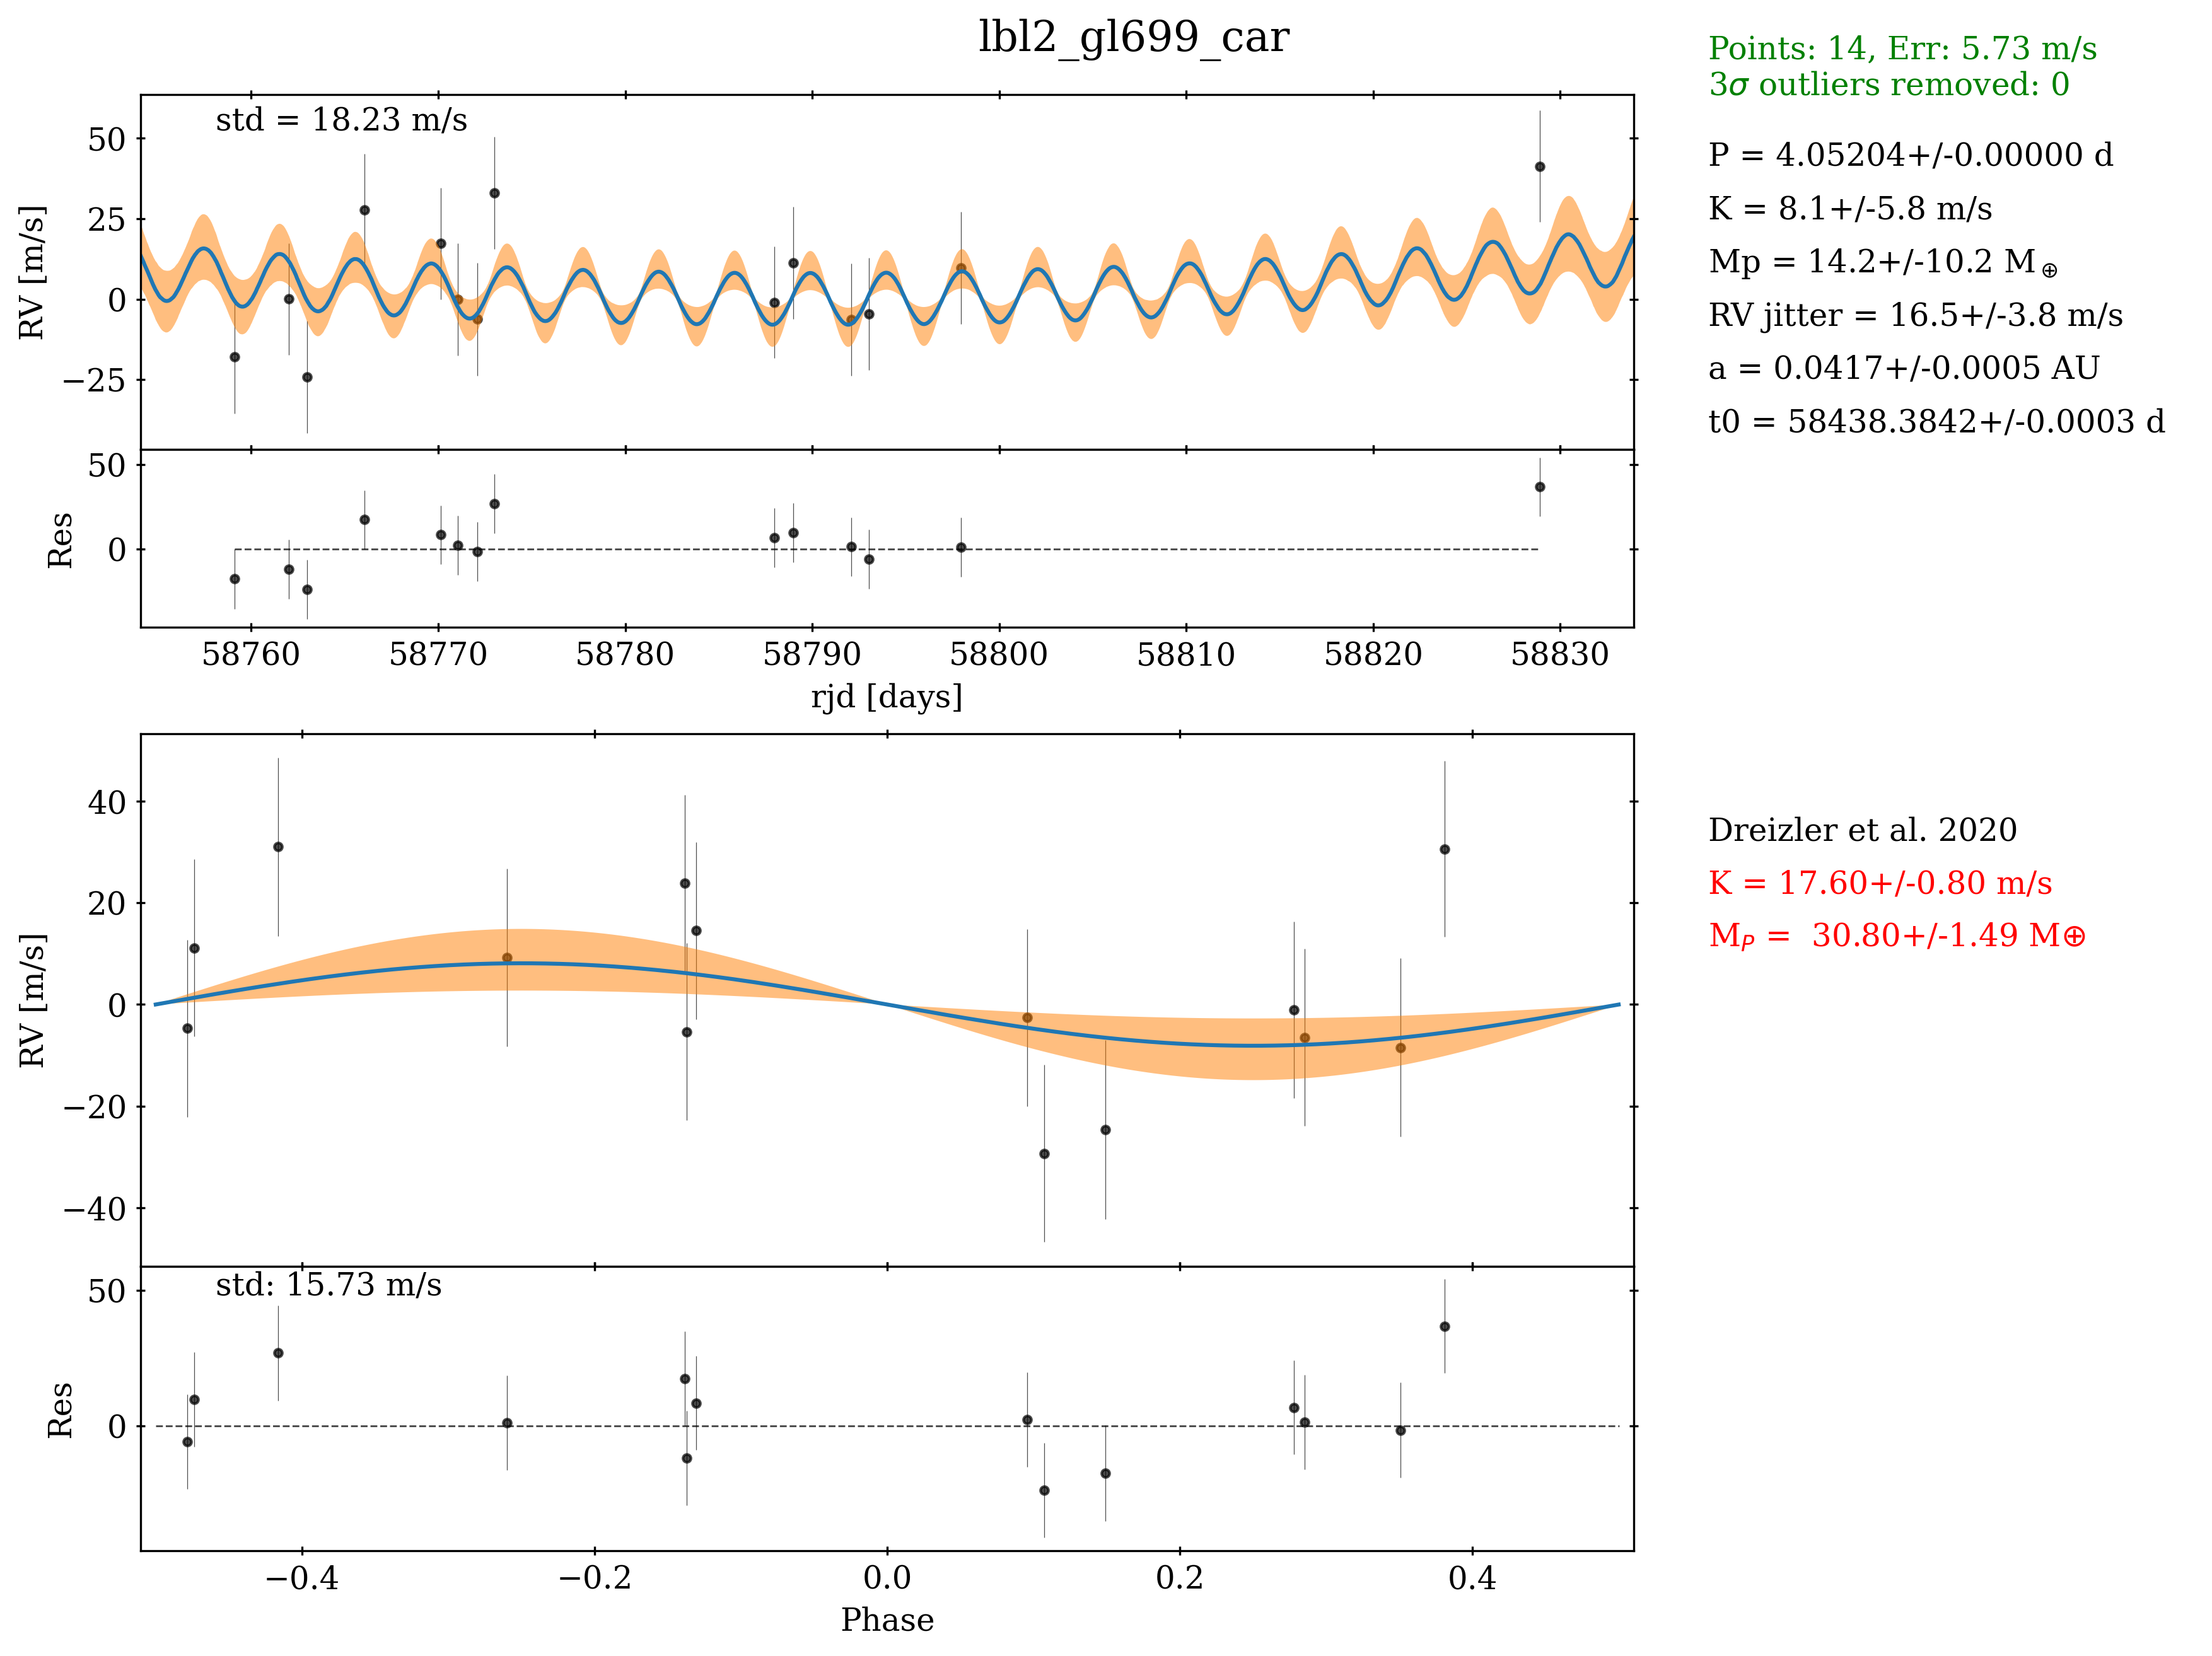 lbl2_gl699_car
Points: 14, Err: 5.73 m/s
3σ outliers removed: 0
std = 18.23 m/s
P = 4.05204+/-0.00000 d
K = 8.1+/-5.8 m/s
Mp = 14.2+/-10.2 M⊕
RV jitter = 16.5+/-3.8 m/s
a = 0.0417+/-0.0005 AU
t0 = 58438.3842+/-0.0003 d
RV [m/s]
50
25
0
−25
Res
50
0
58760 58770 58780 58790 58800 58810 58820 58830
rjd [days]
RV [m/s]
40
20
0
−20
−40
Dreizler et al. 2020
K = 17.60+/-0.80 m/s
MP = 30.80+/-1.49 M⊕
std: 15.73 m/s
Res
50
0
−0.4 −0.2 0.0 0.2 0.4
Phase